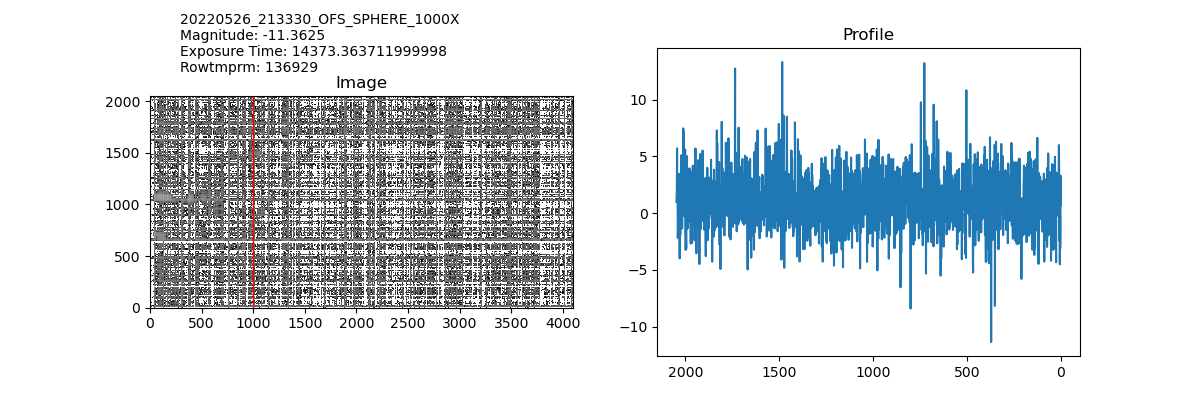 20220526_213330_OFS_SPHERE_1000X
Magnitude: -11.3625
Exposure Time: 14373.363711999998
Rowtmprm: 136929
Image
2000
1500
1000
500
0
0 500 1000 1500 2000 2500 3000 3500 4000
Profile
10
5
0
−5
−10
2000 1500 1000 500 0